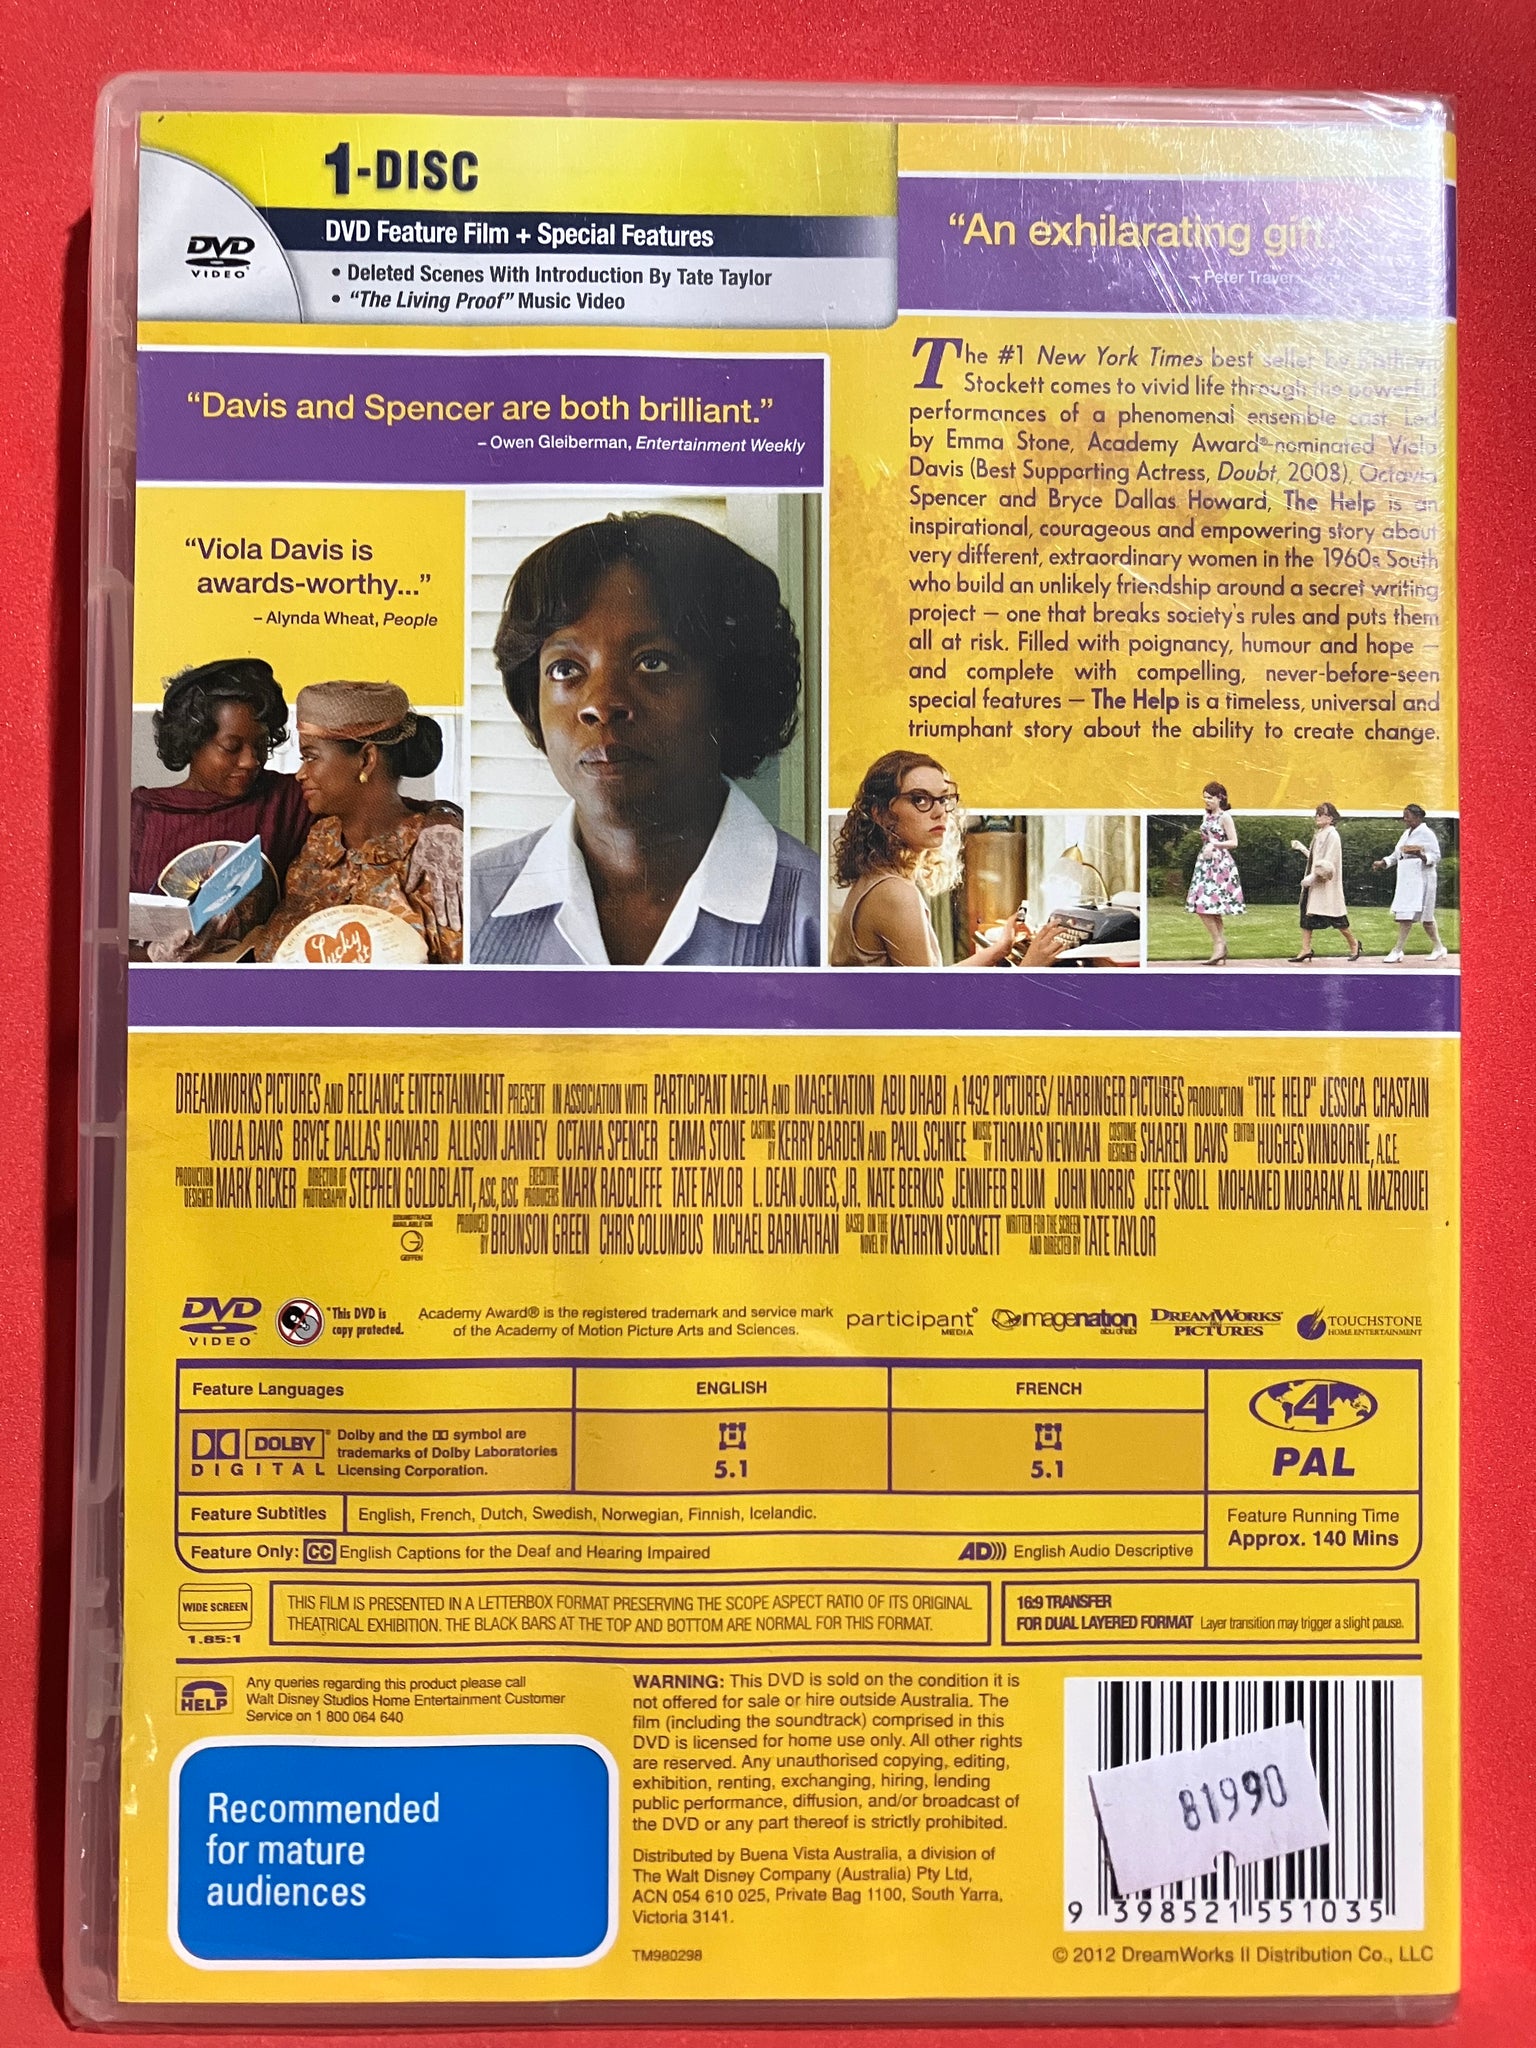 1-DISC
DVD Feature Film + Special Features
• Deleted Scenes With Introduction By Tate Taylor
• "The Living Proof" Music Video
DVD
VIDEO
"An exhilarating gift
– Peter Travers,
"Davis and Spencer are both brilliant."
– Owen Gleiberman, Entertainment Weekly
"Viola Davis is
awards-worthy..."
– Alynda Wheat, People
The #1 New York Times best seller by
Stockett comes to vivid life through the powerful
performances of a phenomenal ensemble cast. Led
by Emma Stone, Academy Award®-nominated Viola
Davis (Best Supporting Actress, Doubt, 2008), Octavia
Spencer and Bryce Dallas Howard, The Help is an
inspirational, courageous and empowering story about
very different, extraordinary women in the 1960s South
who build an unlikely friendship around a secret writing
project — one that breaks society's rules and puts them
all at risk. Filled with poignancy, humour and hope —
and complete with compelling, never-before-seen
special features — The Help is a timeless, universal and
triumphant story about the ability to create change.
Lucky
DREAMWORKS PICTURES AND RELIANCE ENTERTAINMENT PRESENT IN ASSOCIATION WITH PARTICIPANT MEDIA AND IMAGENATION ABU DHABI A 1492 PICTURES/ HARBINGER PICTURES PRODUCTION "THE HELP" JESSICA CHASTAIN
VIOLA DAVIS BRYCE DALLAS HOWARD ALLISON JANNEY OCTAVIA SPENCER EMMA STONE CASTING BY KERRY BARDEN AND PAUL SCHNEE MUSIC BY THOMAS NEWMAN COSTUME DESIGNER SHAREN DAVIS EDITOR HUGHES WINBORNE, A.C.E.
PRODUCTION DESIGNER MARK RICKER DIRECTOR OF PHOTOGRAPHY STEPHEN GOLDBLATT, ASC, BSC EXECUTIVE PRODUCERS MARK RADCLIFFE TATE TAYLOR L. DEAN JONES, JR. NATE BERKUS JENNIFER BLUM JOHN NORRIS JEFF SKOLL MOHAMED MUBARAK AL MAZROUEI
SOUNDTRACK AVAILABLE ON GEFFEN PRODUCED BY BRUNSON GREEN CHRIS COLUMBUS MICHAEL BARNATHAN BASED ON THE NOVEL BY KATHRYN STOCKETT WRITTEN FOR THE SCREEN AND DIRECTED BY TATE TAYLOR
DVD
VIDEO
"This DVD is
copy protected.
Academy Award® is the registered trademark and service mark
of the Academy of Motion Picture Arts and Sciences.
participant
MEDIA
imagenation
abu dhabi
DREAMWORKS
PICTURES
TOUCHSTONE
HOME ENTERTAINMENT
Feature Languages
ENGLISH
FRENCH
DOLBY
DIGITAL
Dolby and the DD symbol are
trademarks of Dolby Laboratories
Licensing Corporation.
5.1
5.1
4
PAL
Feature Subtitles
English, French, Dutch, Swedish, Norwegian, Finnish, Icelandic.
Feature Running Time
Approx. 140 Mins
Feature Only: CC English Captions for the Deaf and Hearing Impaired
AD))) English Audio Descriptive
WIDE SCREEN
1.85:1
THIS FILM IS PRESENTED IN A LETTERBOX FORMAT PRESERVING THE SCOPE ASPECT RATIO OF ITS ORIGINAL
THEATRICAL EXHIBITION. THE BLACK BARS AT THE TOP AND BOTTOM ARE NORMAL FOR THIS FORMAT.
16:9 TRANSFER
FOR DUAL LAYERED FORMAT Layer transition may trigger a slight pause.
HELP
Any queries regarding this product please call
Walt Disney Studios Home Entertainment Customer
Service on 1 800 064 640
Recommended
for mature
audiences
WARNING: This DVD is sold on the condition it is
not offered for sale or hire outside Australia. The
film (including the soundtrack) comprised in this
DVD is licensed for home use only. All other rights
are reserved. Any unauthorised copying, editing,
exhibition, renting, exchanging, hiring, lending
public performance, diffusion, and/or broadcast of
the DVD or any part thereof is strictly prohibited.
Distributed by Buena Vista Australia, a division of
The Walt Disney Company (Australia) Pty Ltd,
ACN 054 610 025, Private Bag 1100, South Yarra,
Victoria 3141.
TM980298
81990
9 398521 551035
© 2012 DreamWorks II Distribution Co., LLC